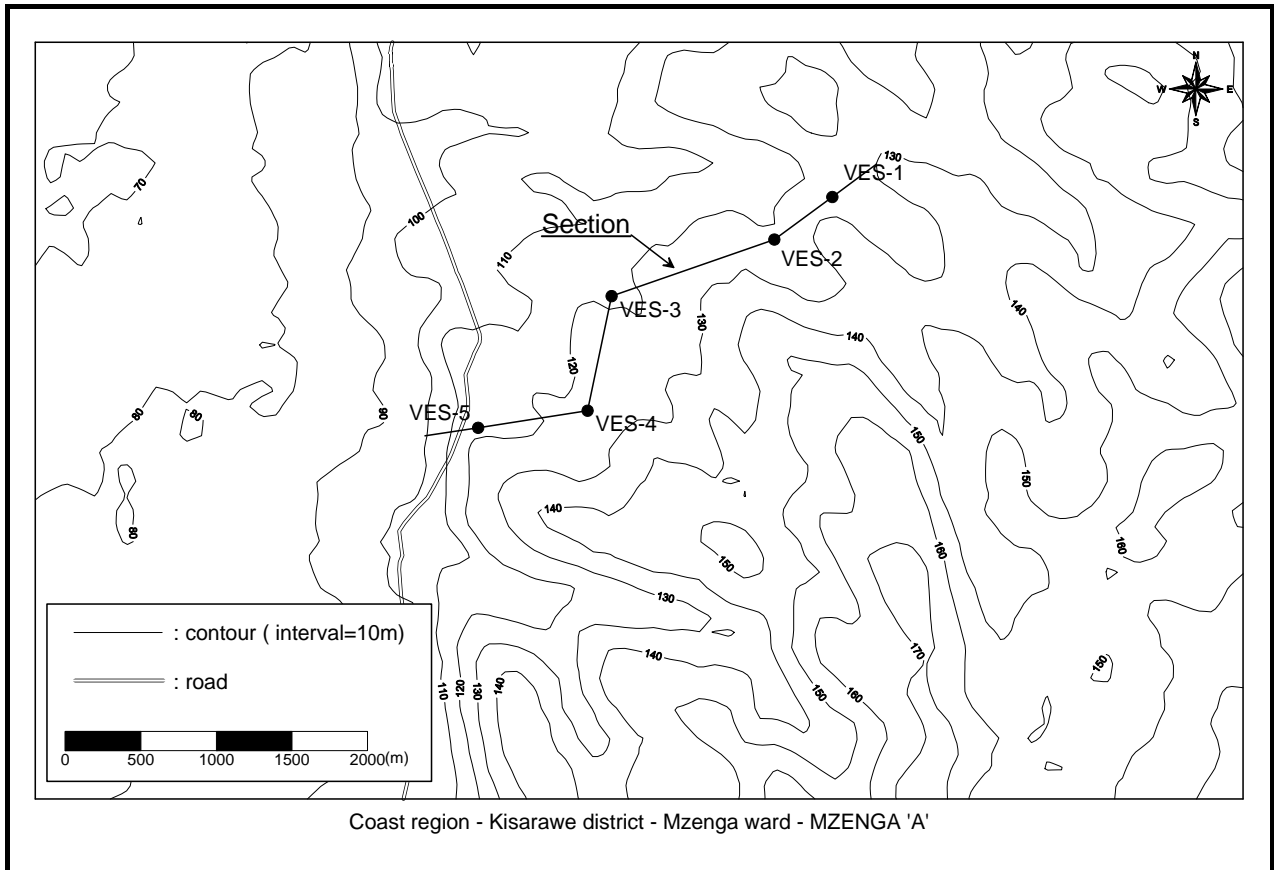 N
W E
S
130
VES-1
70
100
Section
110
VES-2
140
VES-3
130
140
120
80
80
90
VES-5
VES-4
150
150
140
80
160
160
150
130
140
170
150
150
160
110
120
130
140
: contour ( interval=10m)
: road
0 500 1000 1500 2000(m)
Coast region - Kisarawe district - Mzenga ward - MZENGA 'A'